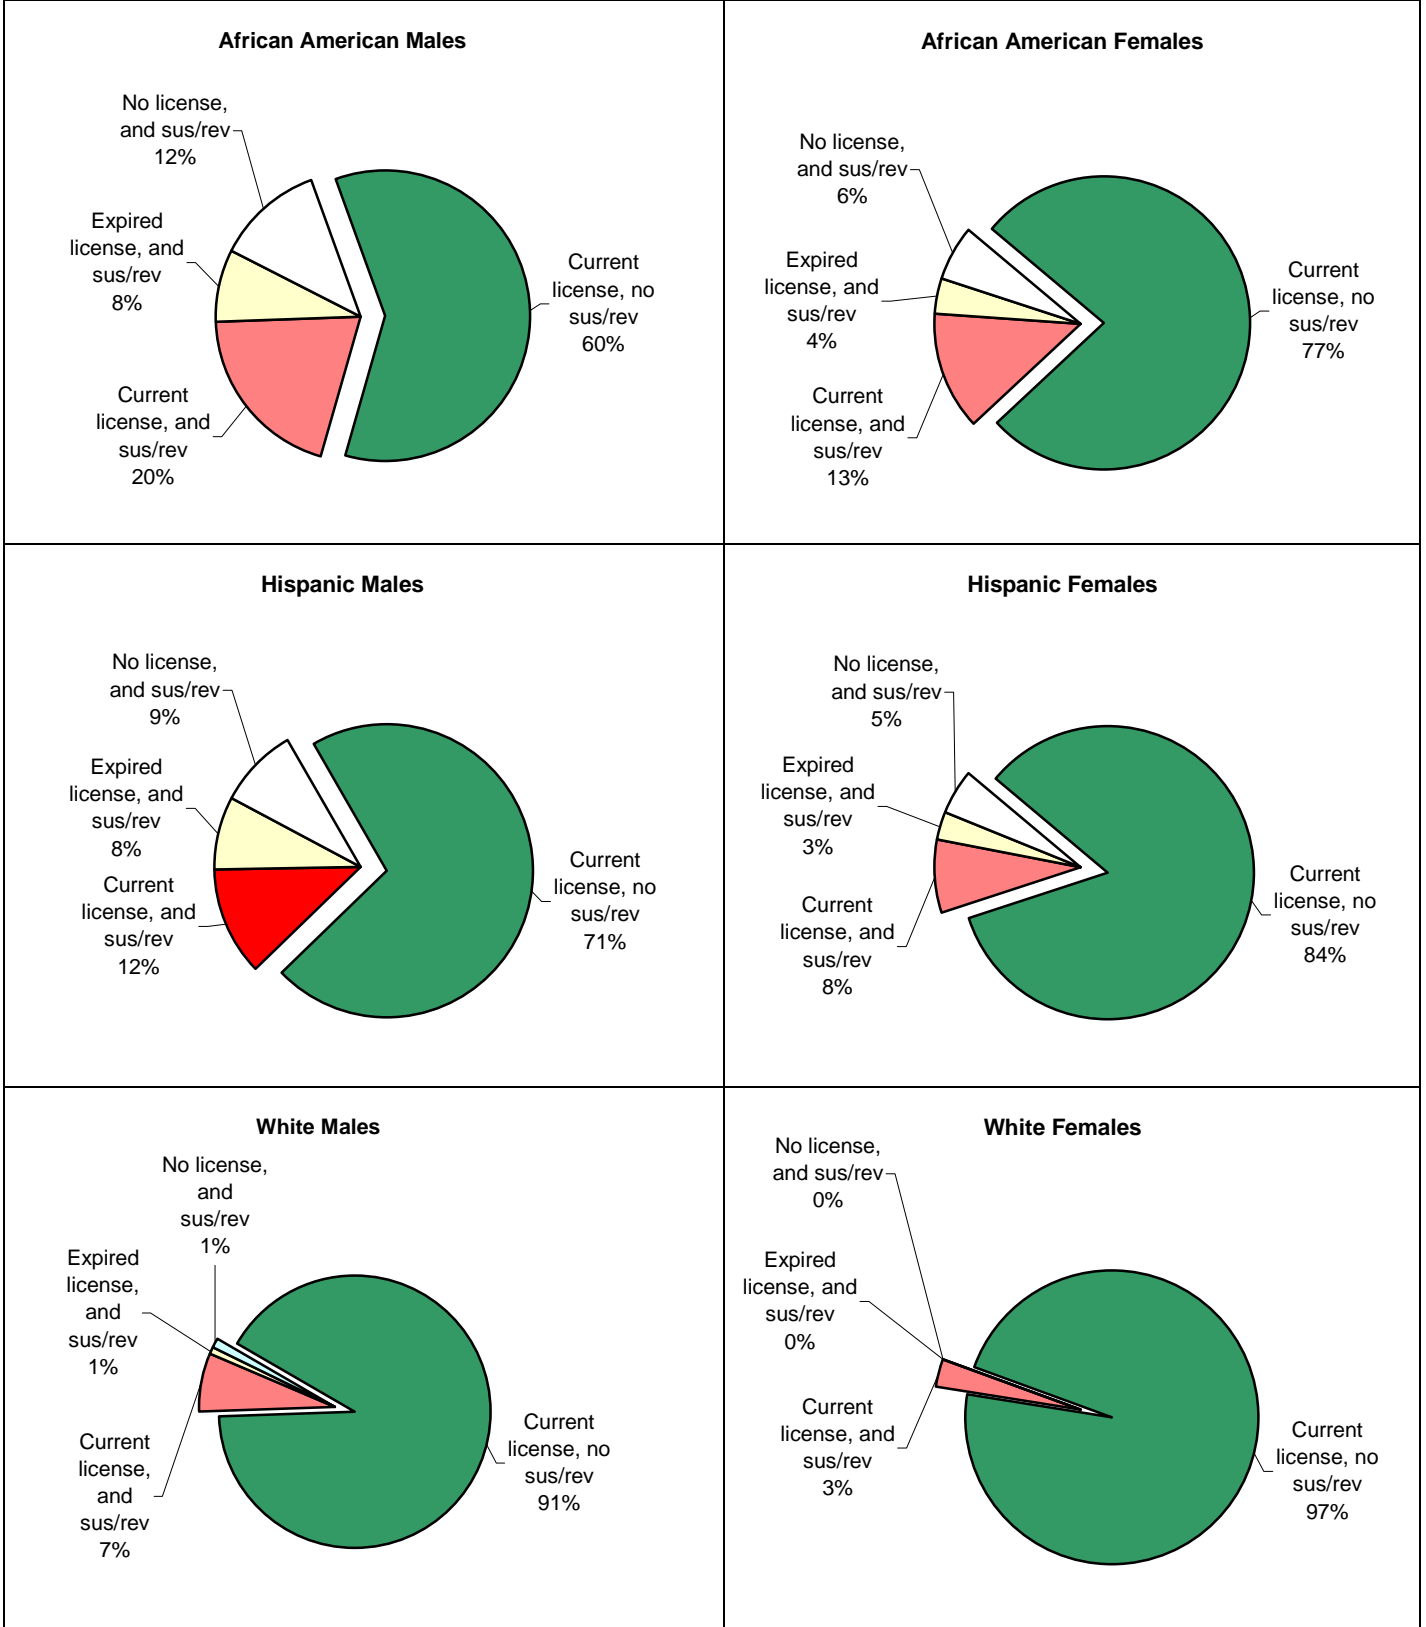 African American Males
No license,
and sus/rev
12%
Expired
license, and
sus/rev
8%
Current
license, and
sus/rev
20%
Current
license, no
sus/rev
60%
African American Females
No license,
and sus/rev
6%
Expired
license, and
sus/rev
4%
Current
license, and
sus/rev
13%
Current
license, no
sus/rev
77%
Hispanic Males
No license,
and sus/rev
9%
Expired
license, and
sus/rev
8%
Current
license, and
sus/rev
12%
Current
license, no
sus/rev
71%
Hispanic Females
No license,
and sus/rev
5%
Expired
license, and
sus/rev
3%
Current
license, and
sus/rev
8%
Current
license, no
sus/rev
84%
White Males
No license,
and
sus/rev
1%
Expired
license,
and
sus/rev
1%
Current
license,
and
sus/rev
7%
Current
license, no
sus/rev
91%
White Females
No license,
and sus/rev
0%
Expired
license, and
sus/rev
0%
Current
license, and
sus/rev
3%
Current
license, no
sus/rev
97%